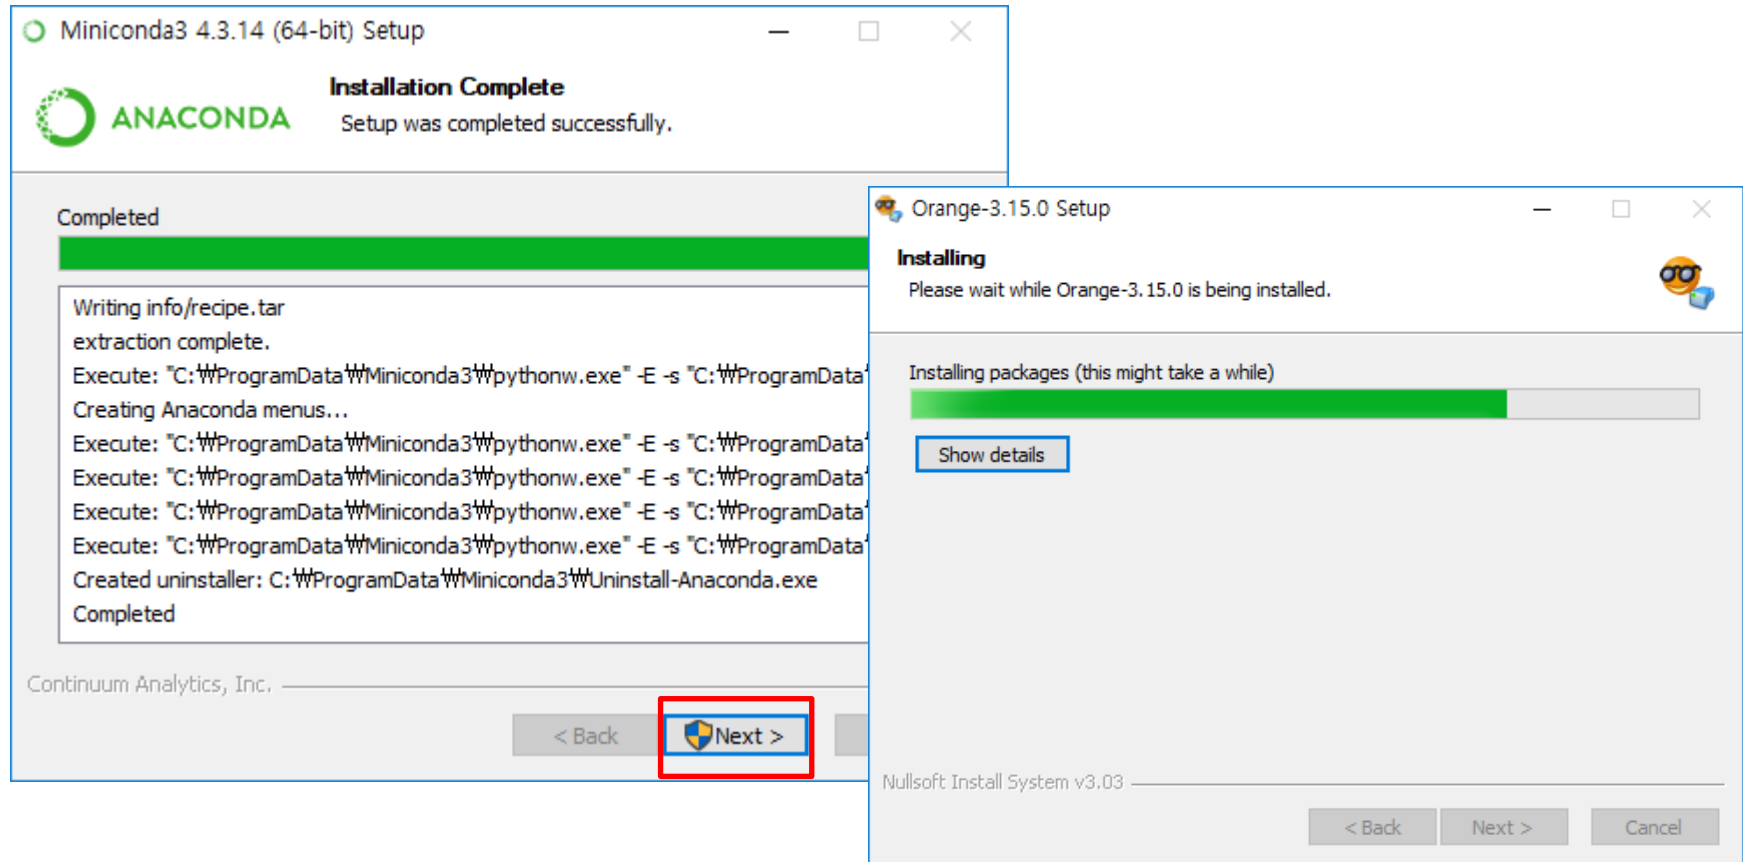 Miniconda3 4.3.14 (64-bit) Setup
ANACONDA
Installation Complete
Setup was completed successfully.
Completed
Writing info/recipe.tar
extraction complete.
Execute: "C:₩ProgramData₩Miniconda3₩pythonw.exe" -E -s "C:₩ProgramData
Creating Anaconda menus...
Execute: "C:₩ProgramData₩Miniconda3₩pythonw.exe" -E -s "C:₩ProgramData
Execute: "C:₩ProgramData₩Miniconda3₩pythonw.exe" -E -s "C:₩ProgramData
Execute: "C:₩ProgramData₩Miniconda3₩pythonw.exe" -E -s "C:₩ProgramData
Execute: "C:₩ProgramData₩Miniconda3₩pythonw.exe" -E -s "C:₩ProgramData
Created uninstaller: C:₩ProgramData₩Miniconda3₩Uninstall-Anaconda.exe
Completed
Continuum Analytics, Inc.
< Back
Next >
Orange-3.15.0 Setup
Installing
Please wait while Orange-3.15.0 is being installed.
Installing packages (this might take a while)
Show details
Nullsoft Install System v3.03
< Back
Next >
Cancel